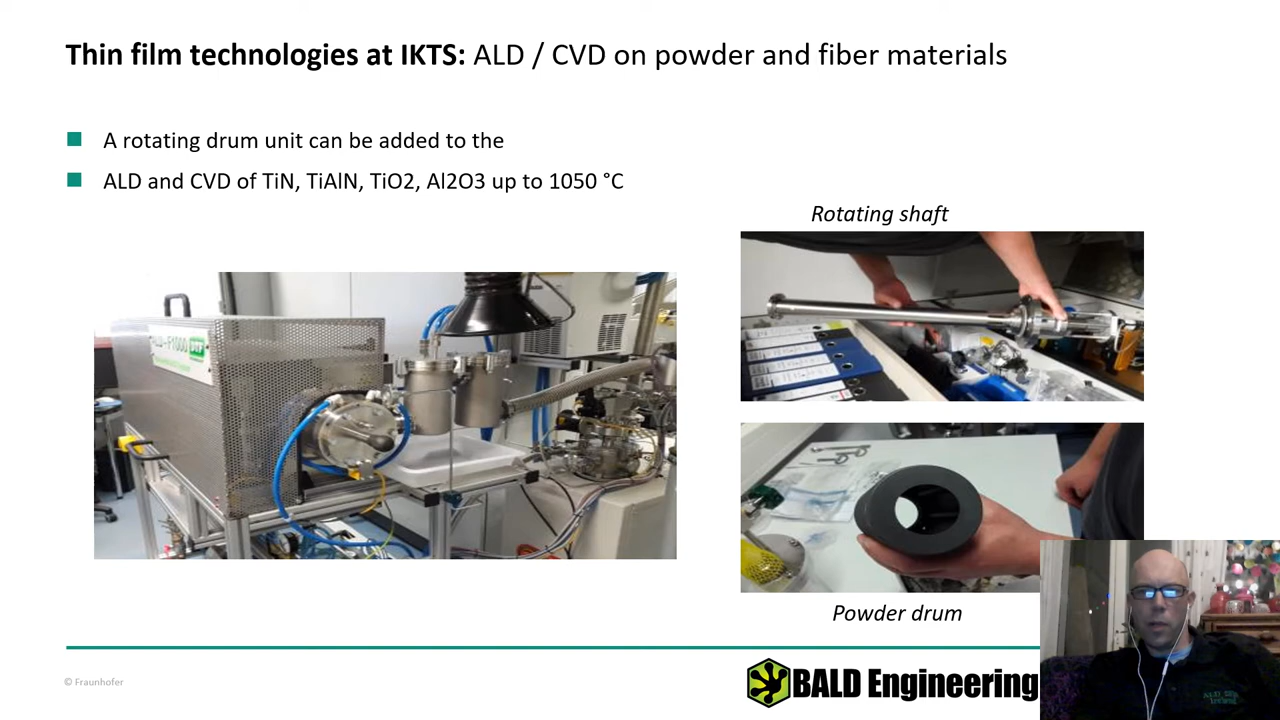 Thin film technologies at IKTS: ALD / CVD on powder and fiber materials
A rotating drum unit can be added to the
ALD and CVD of TiN, TiAlN, TiO2, Al2O3 up to 1050 °C
Rotating shaft
Powder drum
© Fraunhofer
BALD Engineering